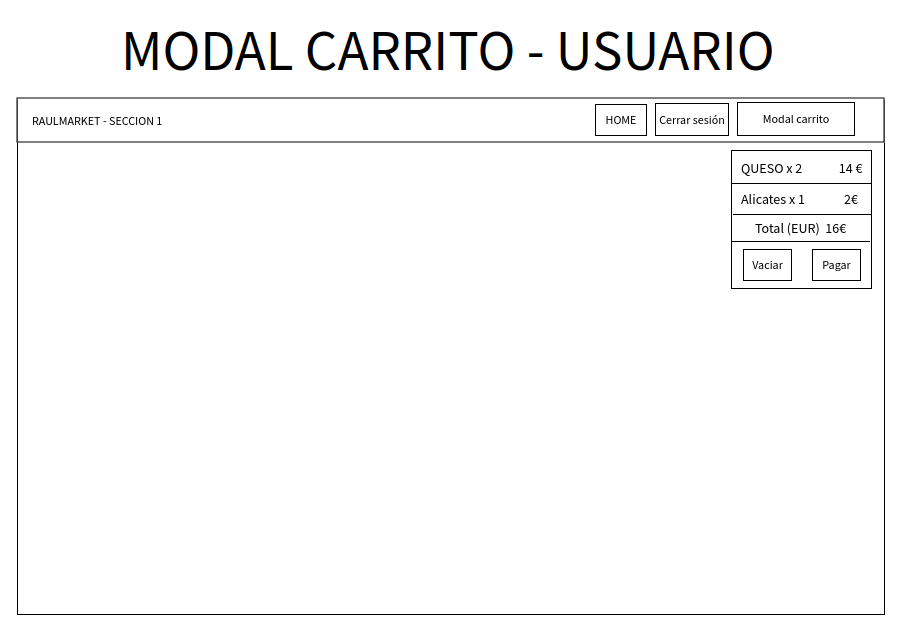 MODAL CARRITO - USUARIO
RAULMARKET - SECCION 1
HOME
Cerrar sesión
Modal carrito
QUESO x 2 14 €
Alicates x 1 2€
Total (EUR) 16€
Vaciar
Pagar